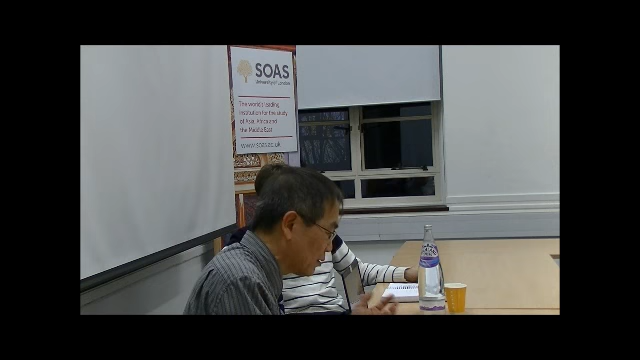 SOAS
University of London
The world's leading
institution for the study
of Asia, Africa and
the Middle East
www.soas.ac.uk